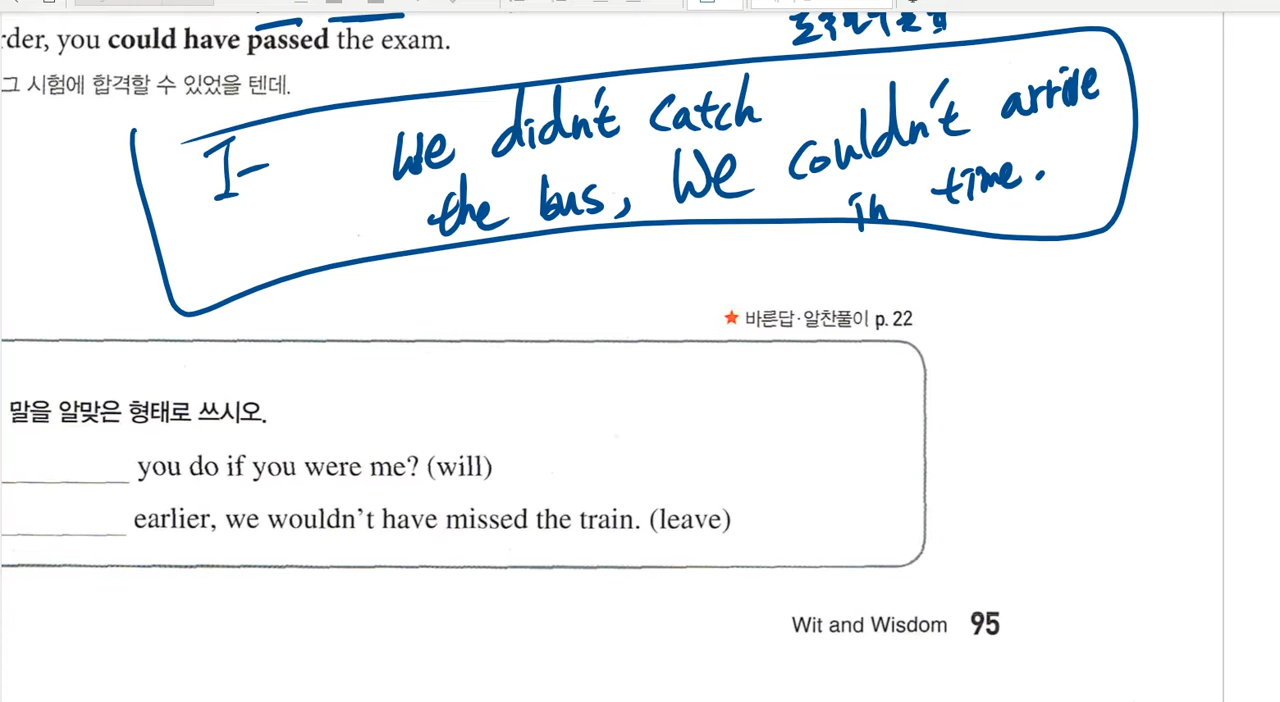 rder, you could have passed the exam.
그 시험에 합격할 수 있었을 텐데.
I- We didn't catch
the bus, We couldn't arrive
in time.
★ 바른답·알찬풀이 p. 22
말을 알맞은 형태로 쓰시오.
you do if you were me? (will)
earlier, we wouldn't have missed the train. (leave)
Wit and Wisdom 95